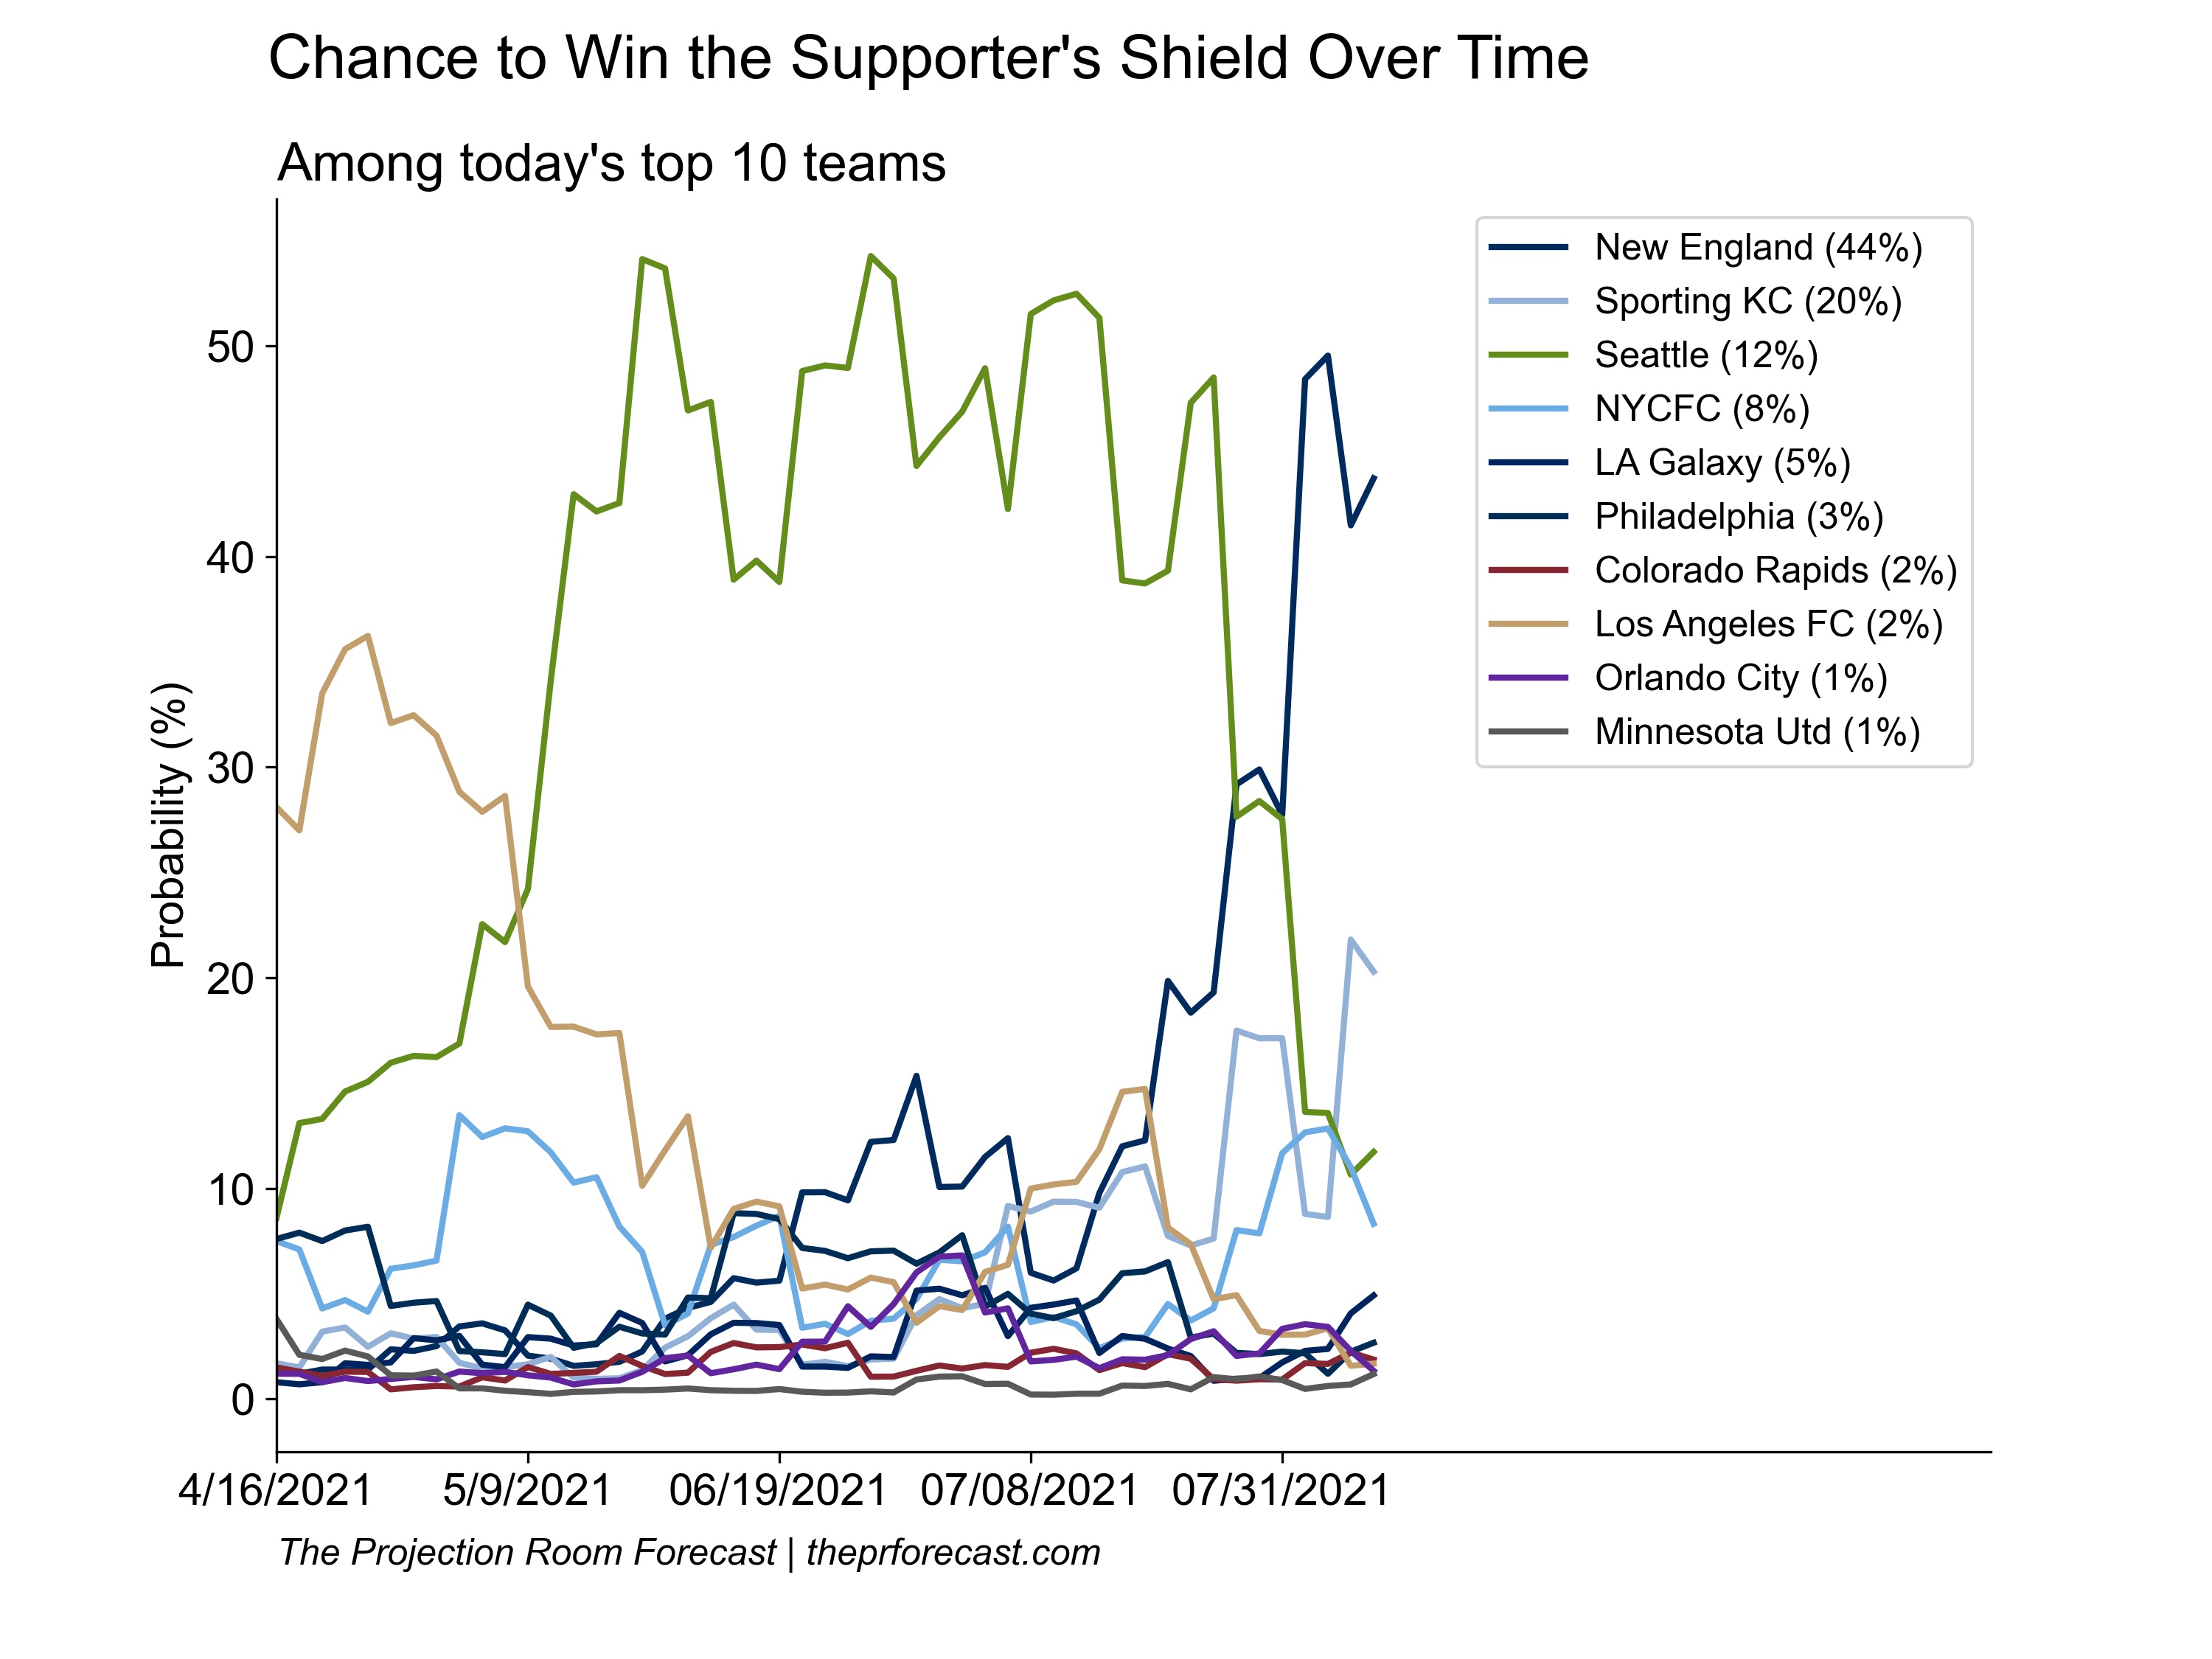 Chance to Win the Supporter's Shield Over Time
Among today's top 10 teams
New England (44%)
Sporting KC (20%)
Seattle (12%)
NYCFC (8%)
LA Galaxy (5%)
Philadelphia (3%)
Colorado Rapids (2%)
Los Angeles FC (2%)
Orlando City (1%)
Minnesota Utd (1%)
Probability (%)
50
40
30
20
10
0
4/16/2021 5/9/2021 06/19/2021 07/08/2021 07/31/2021
The Projection Room Forecast | theprforecast.com